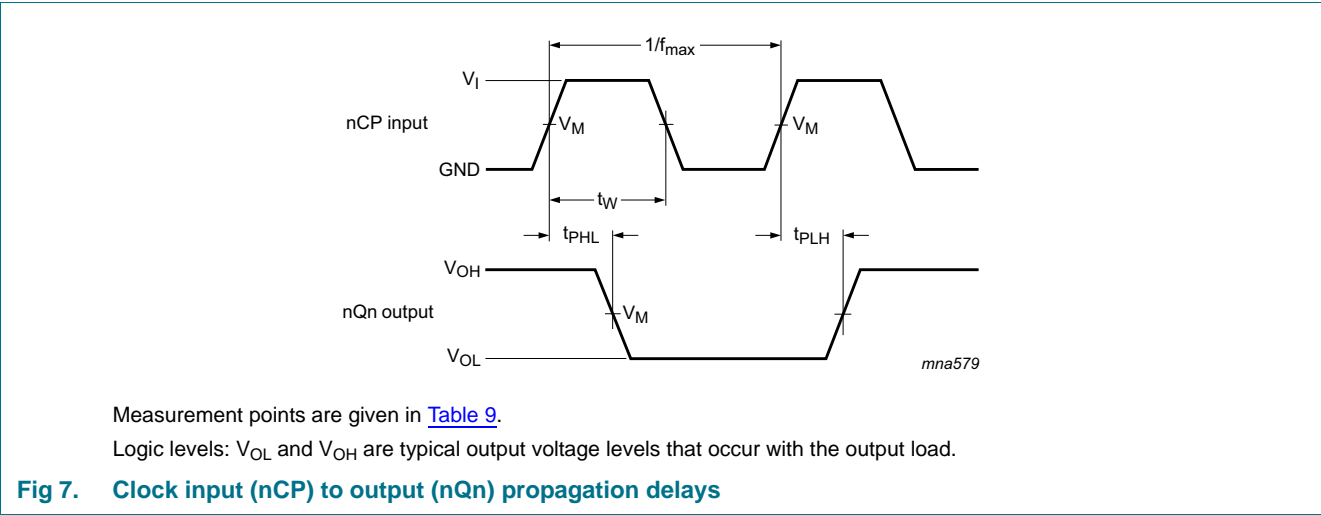 1/fmax
VI
nCP input
VM
VM
GND
tW
tPHL
tPLH
VOH
nQn output
VM
VOL
mna579
Measurement points are given in Table 9.
Logic levels: VOL and VOH are typical output voltage levels that occur with the output load.
Fig 7. Clock input (nCP) to output (nQn) propagation delays